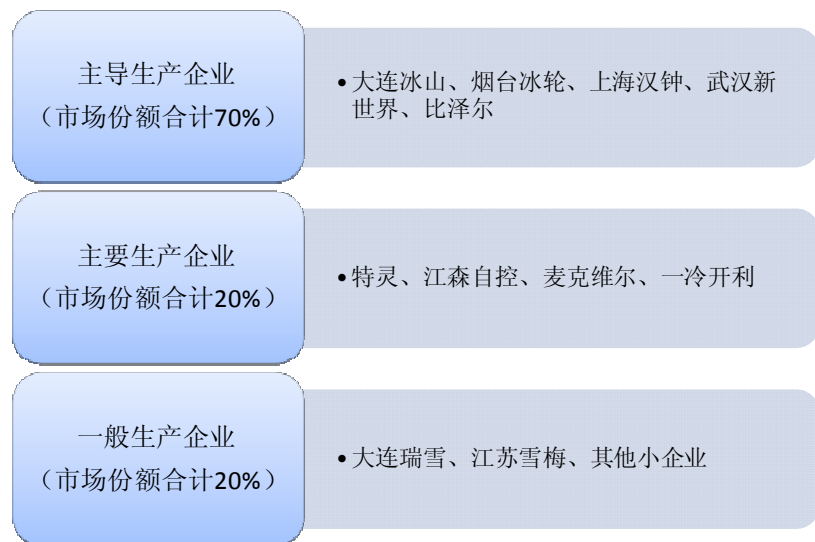 主导生产企业
（市场份额合计70%）
•大连冰山、烟台冰轮、上海汉钟、武汉新
世界、比泽尔
主要生产企业
（市场份额合计20%）
•特灵、江森自控、麦克维尔、一冷开利
一般生产企业
（市场份额合计20%）
•大连瑞雪、江苏雪梅、其他小企业